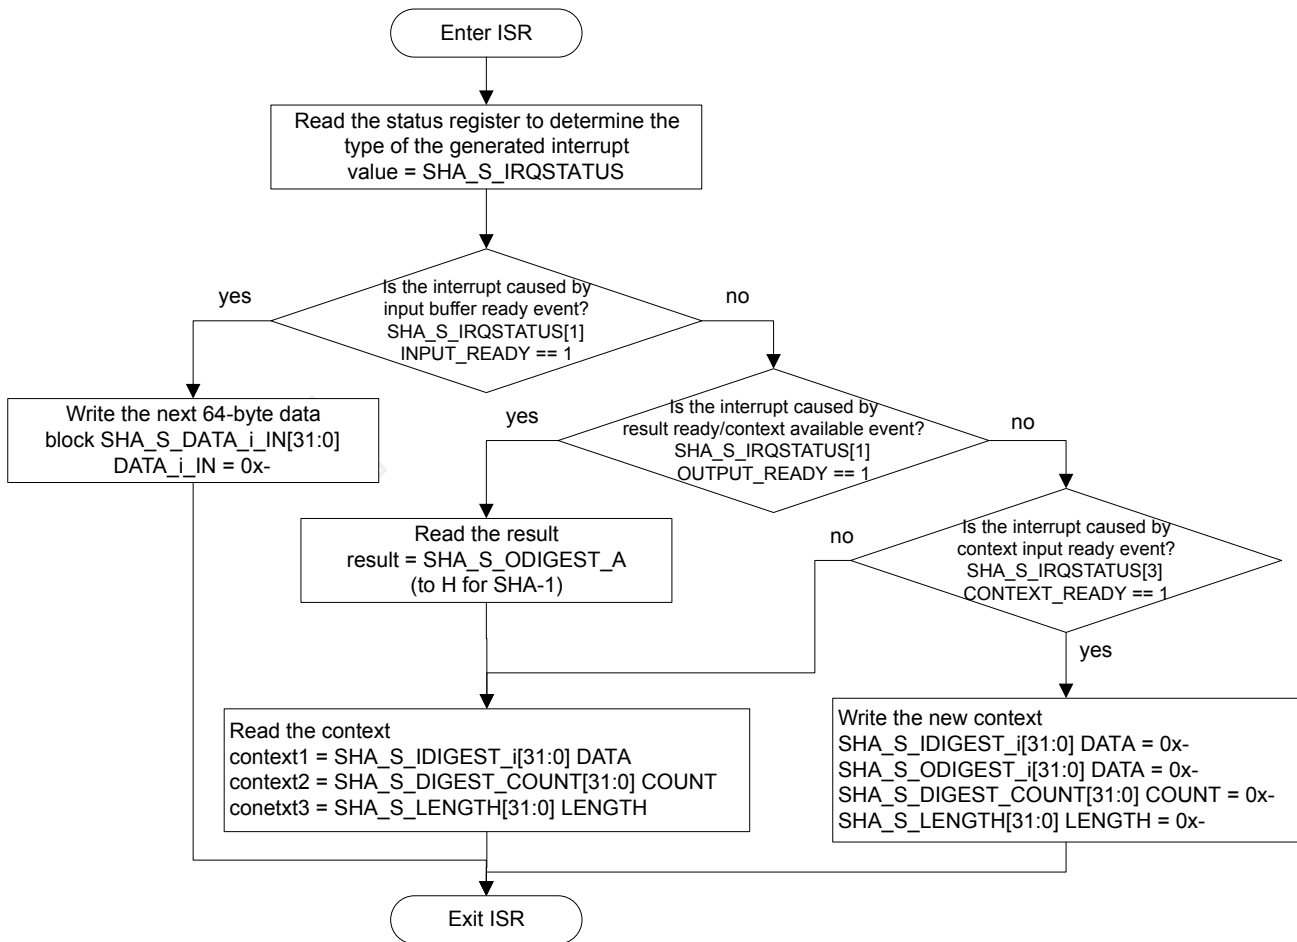 Enter ISR
Read the status register to determine the
type of the generated interrupt
value = SHA_S_IRQSTATUS
Is the interrupt caused by
input buffer ready event?
SHA_S_IRQSTATUS[1]
INPUT_READY == 1
yes
no
Write the next 64-byte data
block SHA_S_DATA_i_IN[31:0]
DATA_i_IN = 0x-
Is the interrupt caused by
result ready/context available event?
SHA_S_IRQSTATUS[1]
OUTPUT_READY == 1
yes
no
Read the result
result = SHA_S_ODIGEST_A
(to H for SHA-1)
Is the interrupt caused by
context input ready event?
SHA_S_IRQSTATUS[3]
CONTEXT_READY == 1
no
yes
Read the context
context1 = SHA_S_IDIGEST_i[31:0] DATA
context2 = SHA_S_DIGEST_COUNT[31:0] COUNT
conetxt3 = SHA_S_LENGTH[31:0] LENGTH
Write the new context
SHA_S_IDIGEST_i[31:0] DATA = 0x-
SHA_S_ODIGEST_i[31:0] DATA = 0x-
SHA_S_DIGEST_COUNT[31:0] COUNT = 0x-
SHA_S_LENGTH[31:0] LENGTH = 0x-
Exit ISR